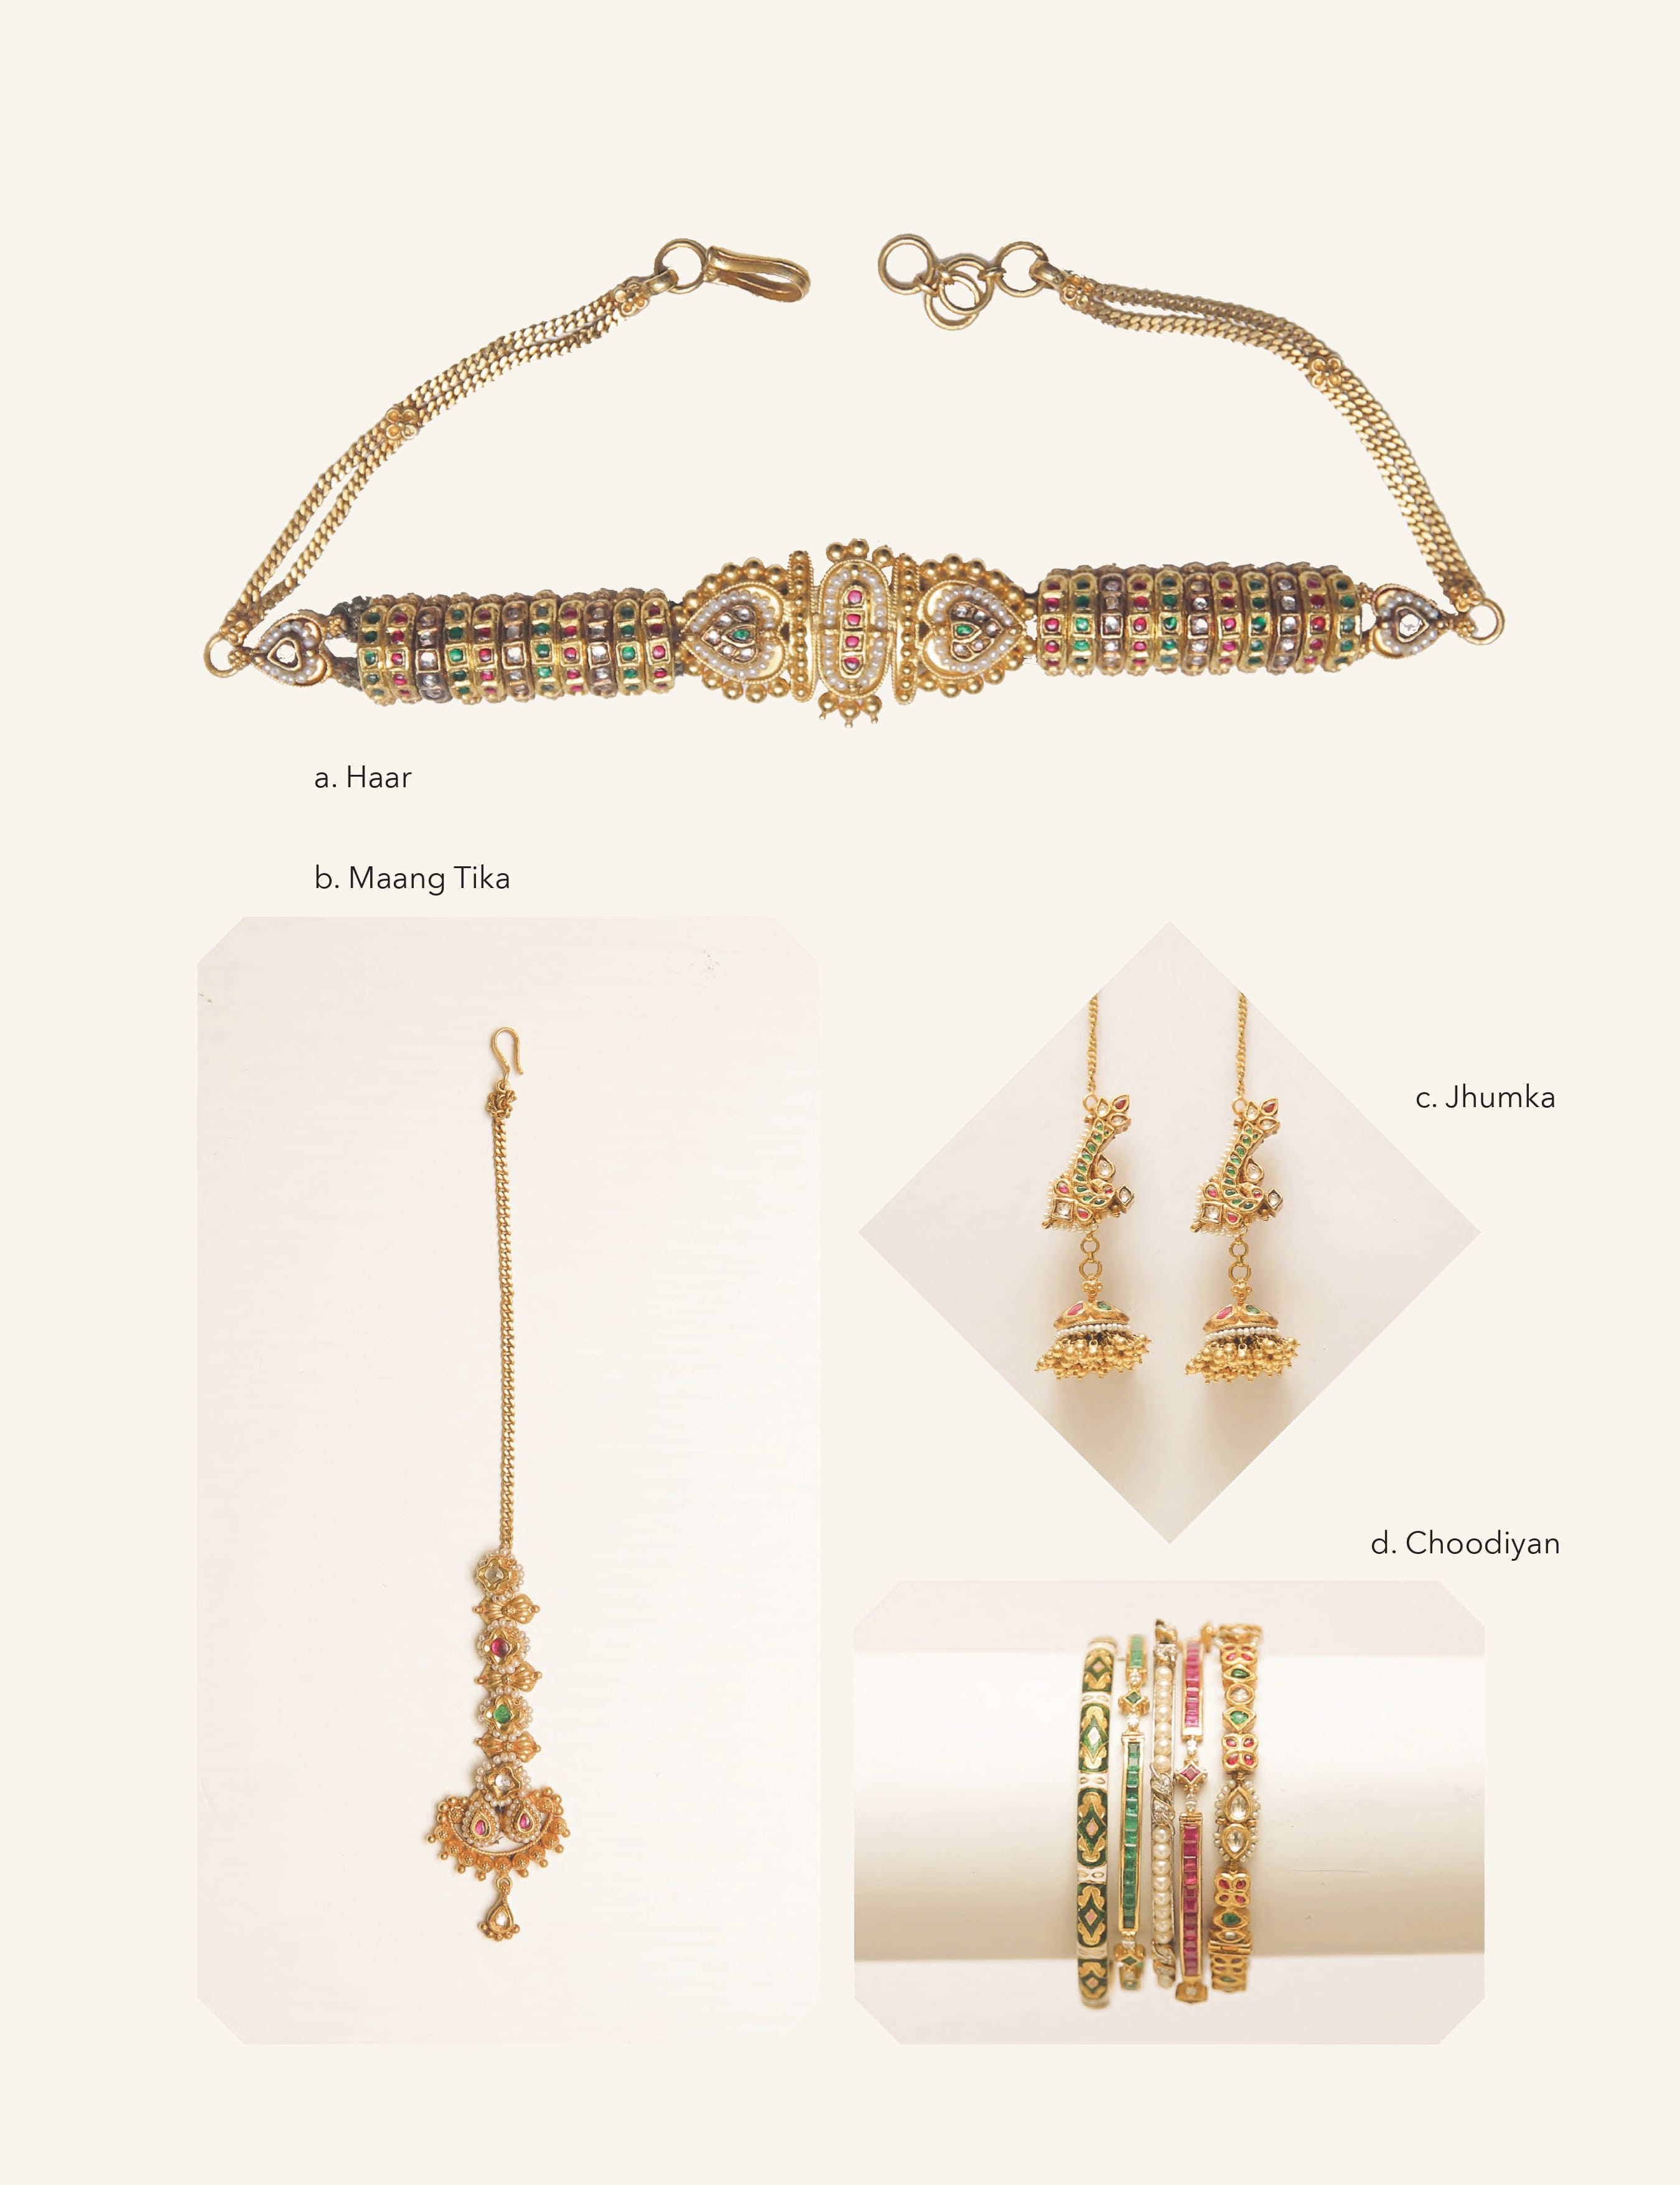 a. Haar
b. Maang Tika
c. Jhumka
d. Choodiyan